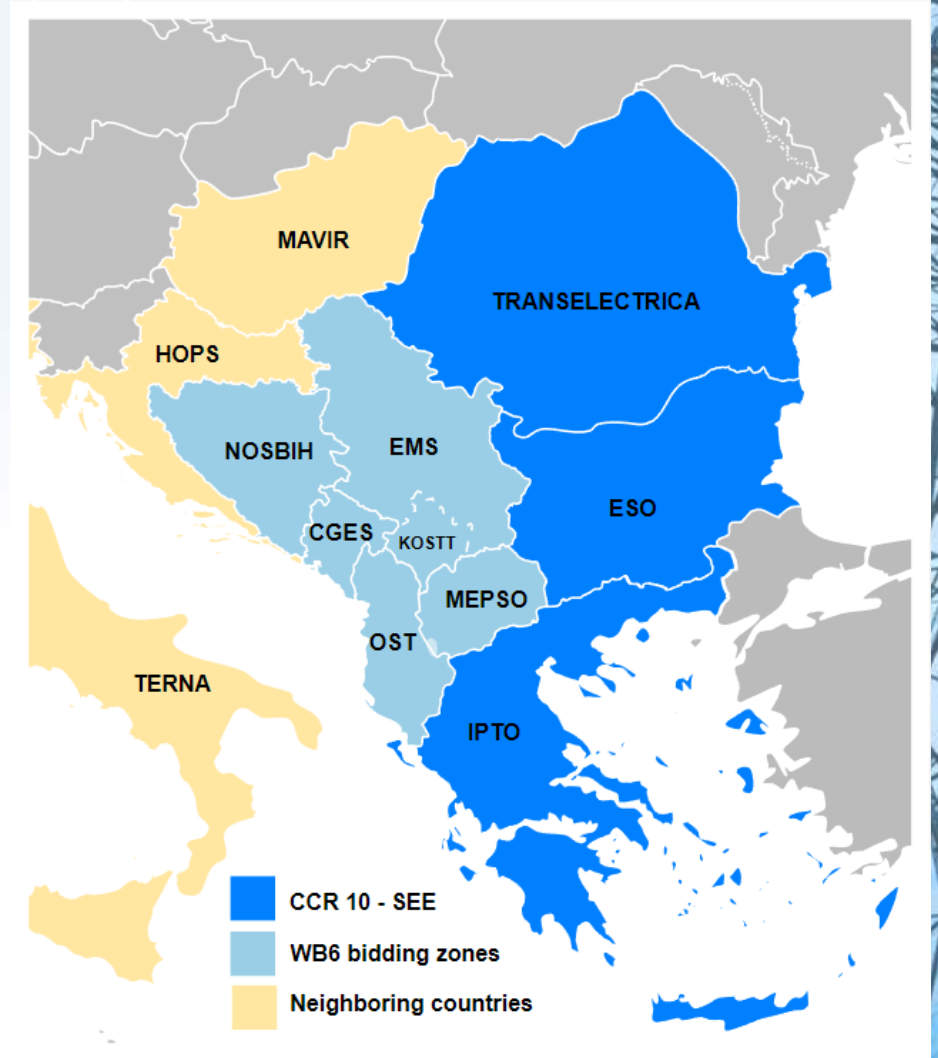 MAVIR
TRANSELECTRICA
HOPS
NOSBIH
EMS
ESO
CGES
KOSTT
MEPSO
OST
TERNA
IPTO
CCR 10 - SEE
WB6 bidding zones
Neighboring countries